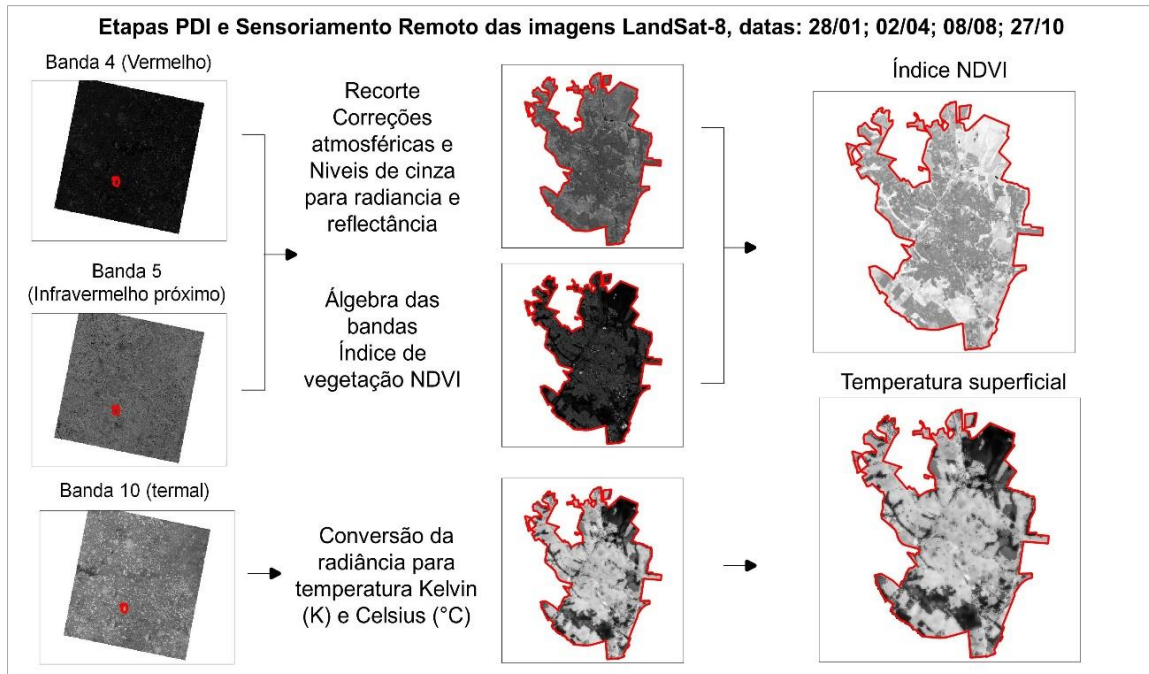 Etapas PDI e Sensoriamento Remoto das imagens LandSat-8, datas: 28/01; 02/04; 08/08; 27/10
Banda 4 (Vermelho)
Recorte
Correções
atmosféricas e
Niveis de cinza
para radiancia e
reflectância
Índice NDVI
Banda 5
(Infravermelho próximo)
Álgebra das
bandas
Índice de
vegetação NDVI
Temperatura superficial
Banda 10 (termal)
Conversão da
radiância para
temperatura Kelvin
(K) e Celsius (°C)